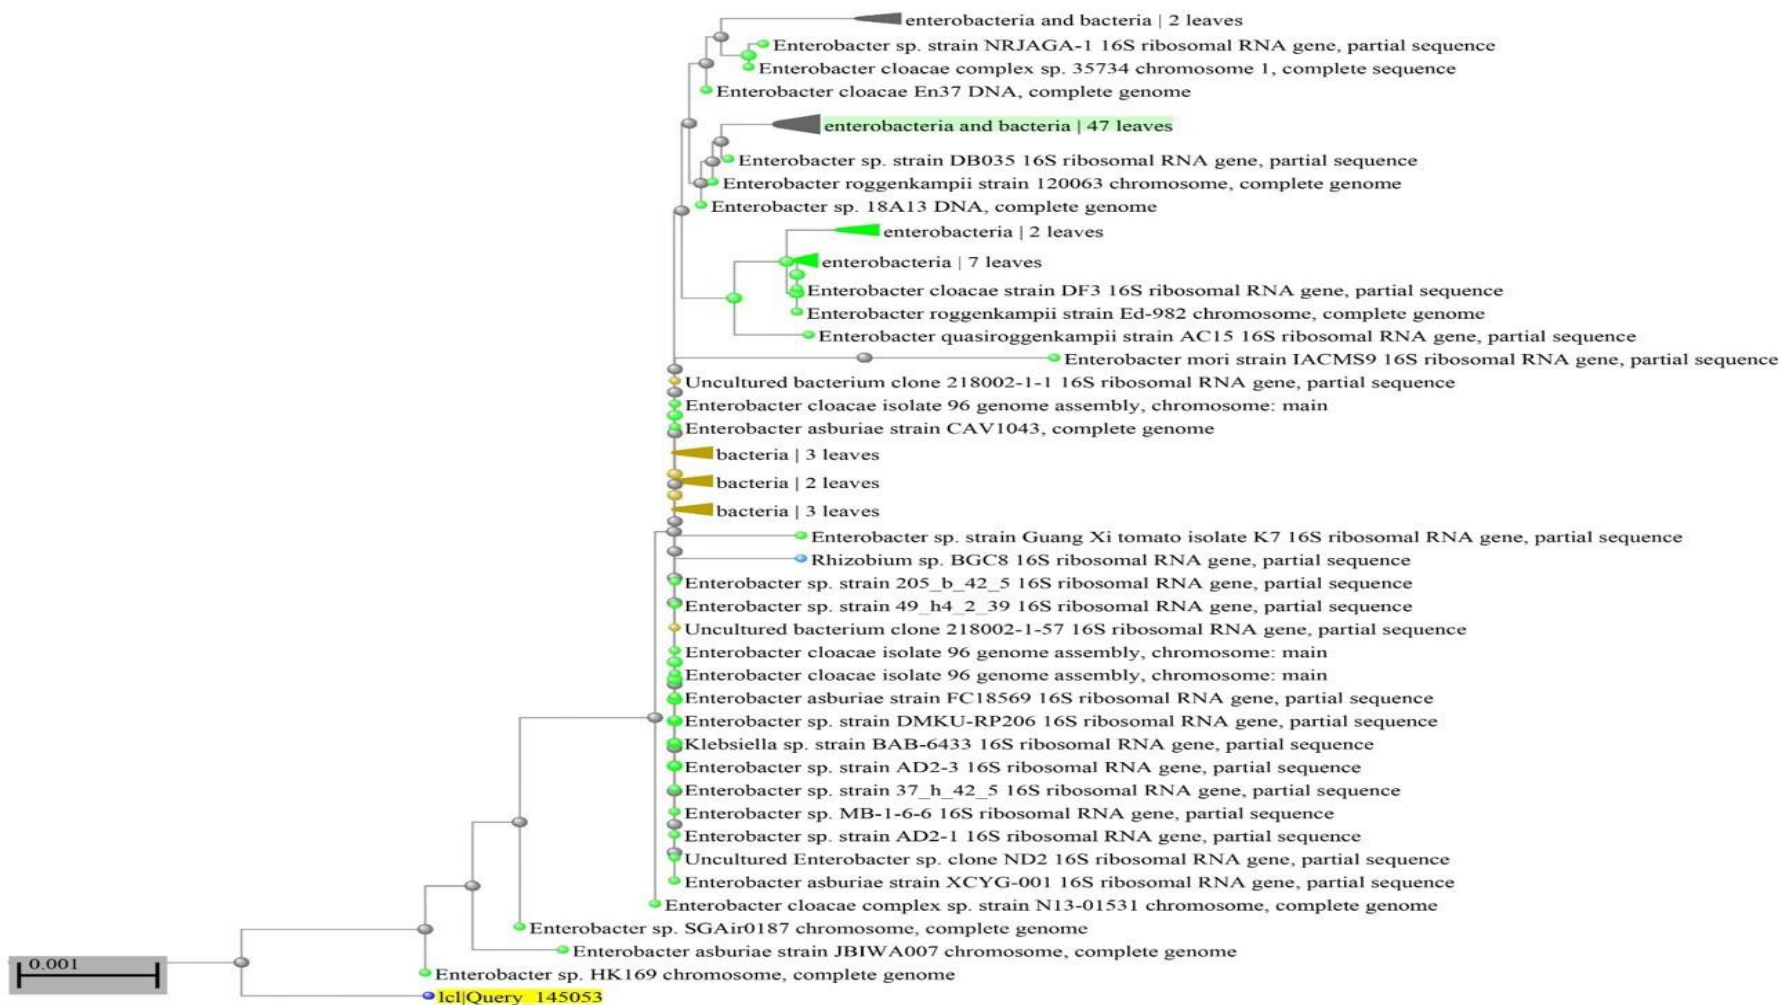 enterobacteria and bacteria | 2 leaves
Enterobacter sp. strain NRJAGA-1 16S ribosomal RNA gene, partial sequence
Enterobacter cloacae complex sp. 35734 chromosome 1, complete sequence
Enterobacter cloacae En37 DNA, complete genome
enterobacteria and bacteria | 47 leaves
Enterobacter sp. strain DB035 16S ribosomal RNA gene, partial sequence
Enterobacter roggenkampii strain 120063 chromosome, complete genome
Enterobacter sp. 18A13 DNA, complete genome
enterobacteria | 2 leaves
enterobacteria | 7 leaves
Enterobacter cloacae strain DF3 16S ribosomal RNA gene, partial sequence
Enterobacter roggenkampii strain Ed-982 chromosome, complete genome
Enterobacter quasiroggenkampii strain AC15 16S ribosomal RNA gene, partial sequence
Enterobacter mori strain IACMS9 16S ribosomal RNA gene, partial sequence
Uncultured bacterium clone 218002-1-1 16S ribosomal RNA gene, partial sequence
Enterobacter cloacae isolate 96 genome assembly, chromosome: main
Enterobacter asburiae strain CAV1043, complete genome
bacteria | 3 leaves
bacteria | 2 leaves
bacteria | 3 leaves
Enterobacter sp. strain Guang Xi tomato isolate K7 16S ribosomal RNA gene, partial sequence
Rhizobium sp. BGC8 16S ribosomal RNA gene, partial sequence
Enterobacter sp. strain 205_b_42_5 16S ribosomal RNA gene, partial sequence
Enterobacter sp. strain 49_h4_2_39 16S ribosomal RNA gene, partial sequence
Uncultured bacterium clone 218002-1-57 16S ribosomal RNA gene, partial sequence
Enterobacter cloacae isolate 96 genome assembly, chromosome: main
Enterobacter cloacae isolate 96 genome assembly, chromosome: main
Enterobacter asburiae strain FC18569 16S ribosomal RNA gene, partial sequence
Enterobacter sp. strain DMKU-RP206 16S ribosomal RNA gene, partial sequence
Klebsiella sp. strain BAB-6433 16S ribosomal RNA gene, partial sequence
Enterobacter sp. strain AD2-3 16S ribosomal RNA gene, partial sequence
Enterobacter sp. strain 37_h_42_5 16S ribosomal RNA gene, partial sequence
Enterobacter sp. MB-1-6-6 16S ribosomal RNA gene, partial sequence
Enterobacter sp. strain AD2-1 16S ribosomal RNA gene, partial sequence
Uncultured Enterobacter sp. clone ND2 16S ribosomal RNA gene, partial sequence
Enterobacter asburiae strain XCYG-001 16S ribosomal RNA gene, partial sequence
Enterobacter cloacae complex sp. strain N13-01531 chromosome, complete genome
Enterobacter sp. SGAir0187 chromosome, complete genome
Enterobacter asburiae strain JBIWA007 chromosome, complete genome
0.001
Enterobacter sp. HK169 chromosome, complete genome
lcl|Query_145053